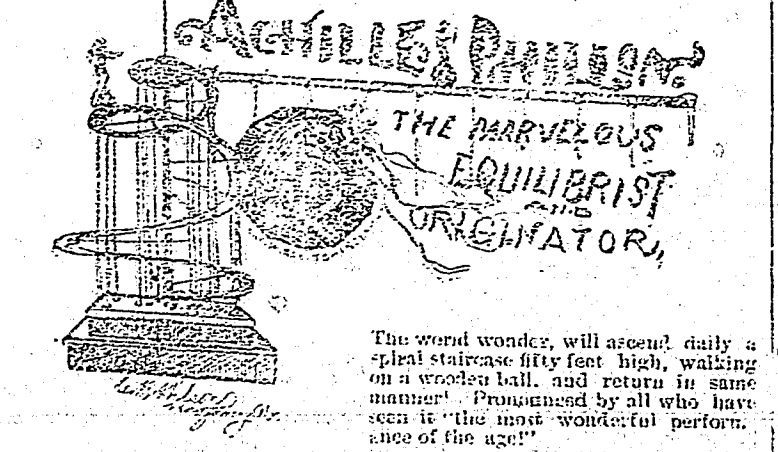 ACHILLE PHILLION.
THE MARVELOUS
EQUILIBRIST
AND
ORIGINATOR,
The world wonder, will ascend daily a
spiral staircase fifty feet high, walking
on a wooden ball, and return in same
manner! Pronounced by all who have
seen it "the most wonderful perform-
ance of the age!"